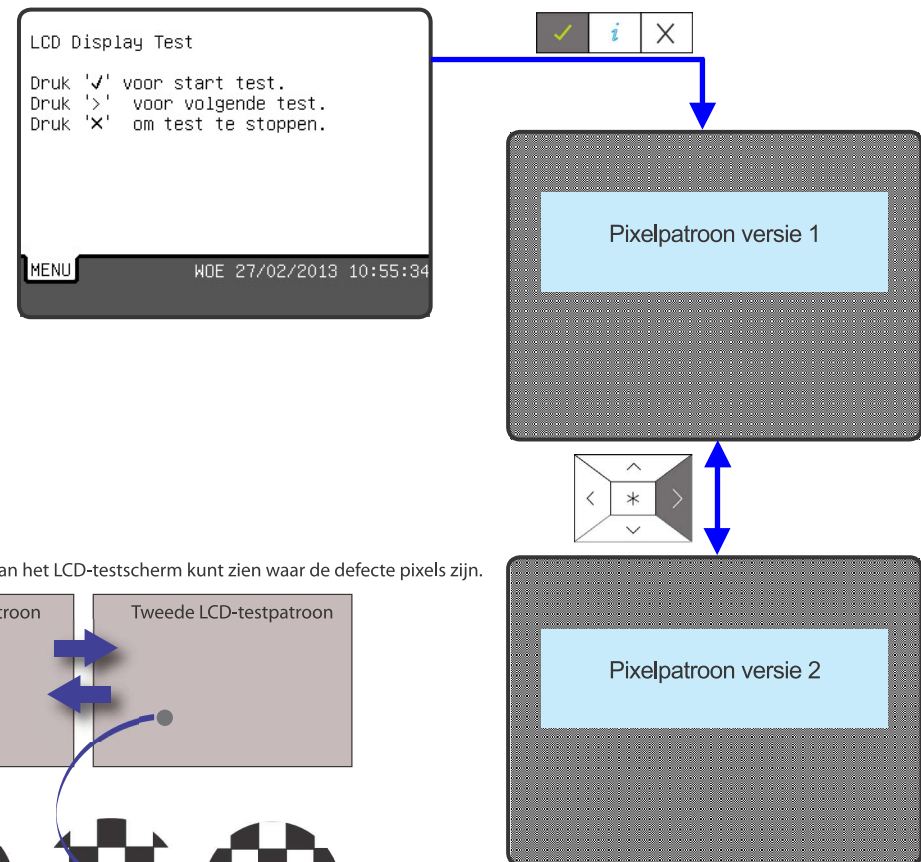 LCD Display Test
Druk '✓' voor start test.
Druk '>' voor volgende test.
Druk '✕' om test te stoppen.
MENU
WOE 27/02/2013 10:55:34
i
Pixelpatroon versie 1
an het LCD-testscherm kunt zien waar de defecte pixels zijn.
troon
Tweede LCD-testpatroon
Pixelpatroon versie 2